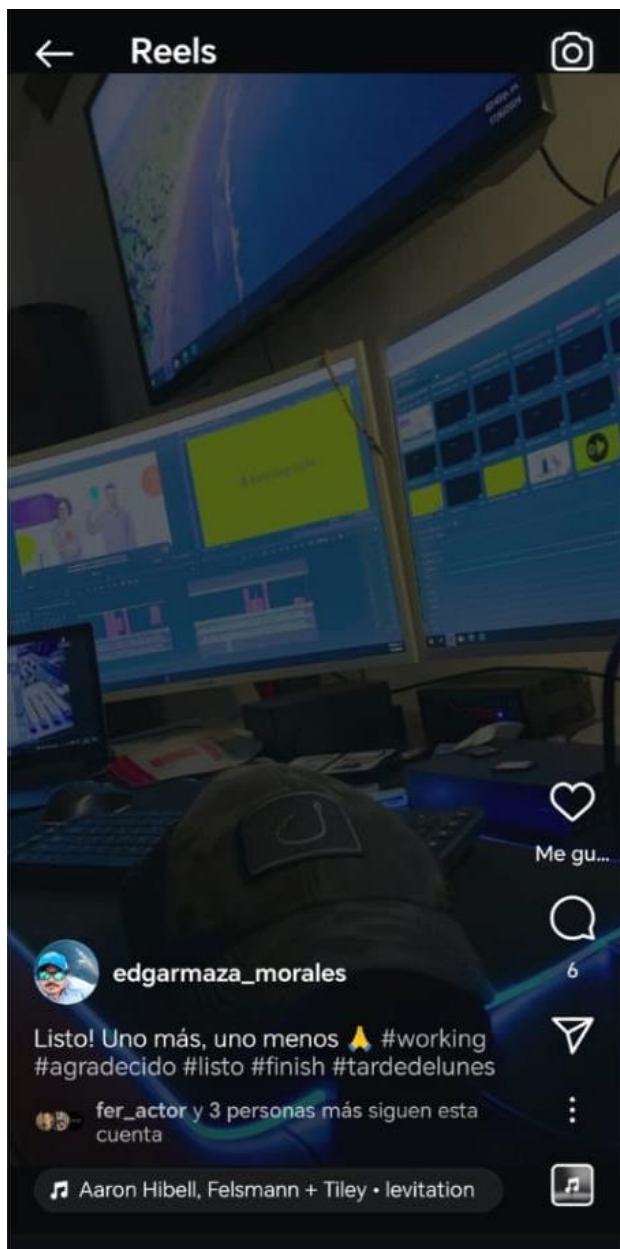 Reels
Me gu...
6
edgarmaza_morales
Listo! Uno más, uno menos 🙏 #working
#agradecido #listo #finish #tardedelunes
fer_actor y 3 personas más siguen esta
cuenta
Aaron Hibell, Felsmann + Tiley • levitation